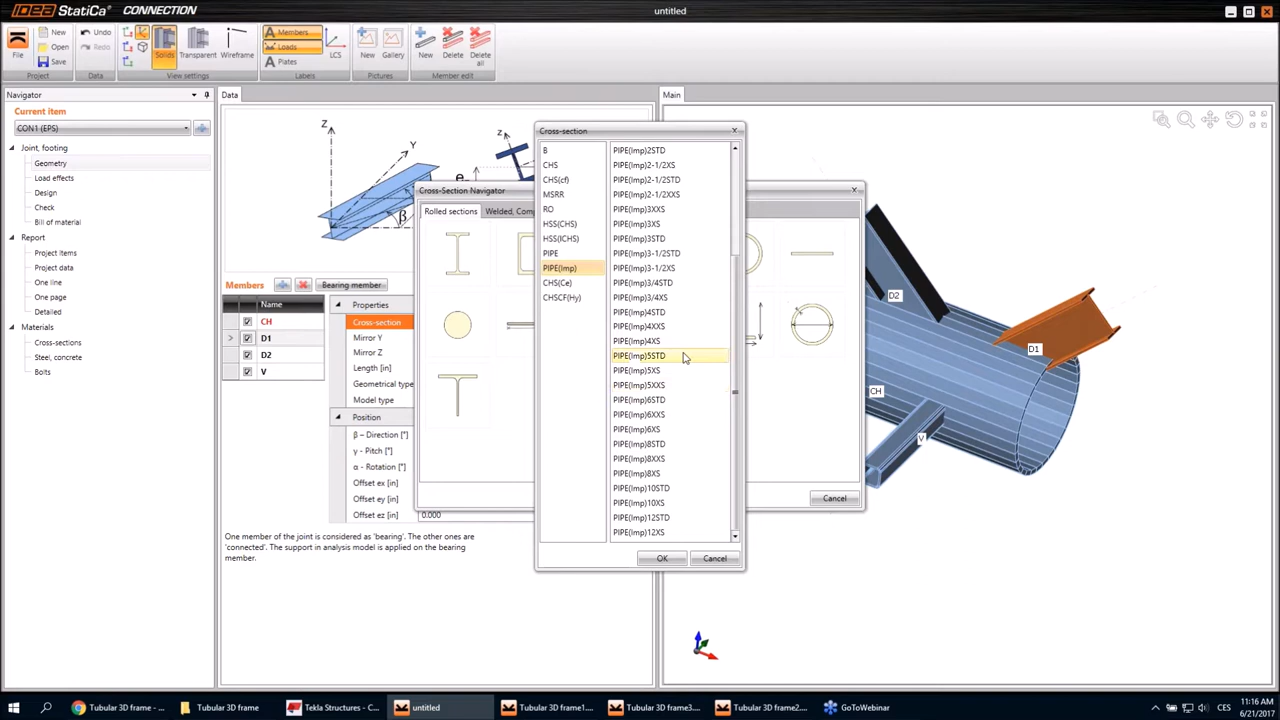 IDEA StatiCa® CONNECTION
untitled
File
New
Open
Save
Project
Undo
Redo
Data
Solids
Transparent
Wireframe
View settings
Members
Loads
Plates
LCS
Labels
New
Gallery
Pictures
New
Delete
Delete all
Member edit
Navigator
Current item
CON1 (EPS)
Joint, footing
Geometry
Load effects
Design
Check
Bill of material
Report
Project items
Project data
One line
One page
Detailed
Materials
Cross-sections
Steel, concrete
Bolts
Data
Z
Y
β
e
z
Members
Bearing member
Name
CH
D1
D2
V
Properties
Cross-section
Mirror Y
Mirror Z
Length [in]
Geometrical type
Model type
Position
β – Direction [°]
γ - Pitch [°]
α - Rotation [°]
Offset ex [in]
Offset ey [in]
Offset ez [in]
0.000
One member of the joint is considered as 'bearing'. The other ones are
'connected'. The support in analysis model is applied on the bearing
member.
Cross-Section Navigator
Rolled sections
Welded, Comp
Cancel
Cross-section
B
CHS
CHS(cf)
MSRR
RO
HSS(CHS)
HSS(ICHS)
PIPE
PIPE(Imp)
CHS(Ce)
CHSCF(Hy)
PIPE(Imp)2STD
PIPE(Imp)2-1/2XS
PIPE(Imp)2-1/2STD
PIPE(Imp)2-1/2XXS
PIPE(Imp)3XXS
PIPE(Imp)3XS
PIPE(Imp)3STD
PIPE(Imp)3-1/2STD
PIPE(Imp)3-1/2XS
PIPE(Imp)3/4STD
PIPE(Imp)3/4XS
PIPE(Imp)4STD
PIPE(Imp)4XXS
PIPE(Imp)4XS
PIPE(Imp)5STD
PIPE(Imp)5XS
PIPE(Imp)5XXS
PIPE(Imp)6STD
PIPE(Imp)6XXS
PIPE(Imp)6XS
PIPE(Imp)8STD
PIPE(Imp)8XXS
PIPE(Imp)8XS
PIPE(Imp)10STD
PIPE(Imp)10XS
PIPE(Imp)12STD
PIPE(Imp)12XS
OK
Cancel
Main
D2
D1
CH
V
Tubular 3D frame - ...
Tubular 3D frame
Tekla Structures - C...
untitled
Tubular 3D frame1....
Tubular 3D frame3....
Tubular 3D frame2....
GoToWebinar
CES
11:16 AM
6/21/2017